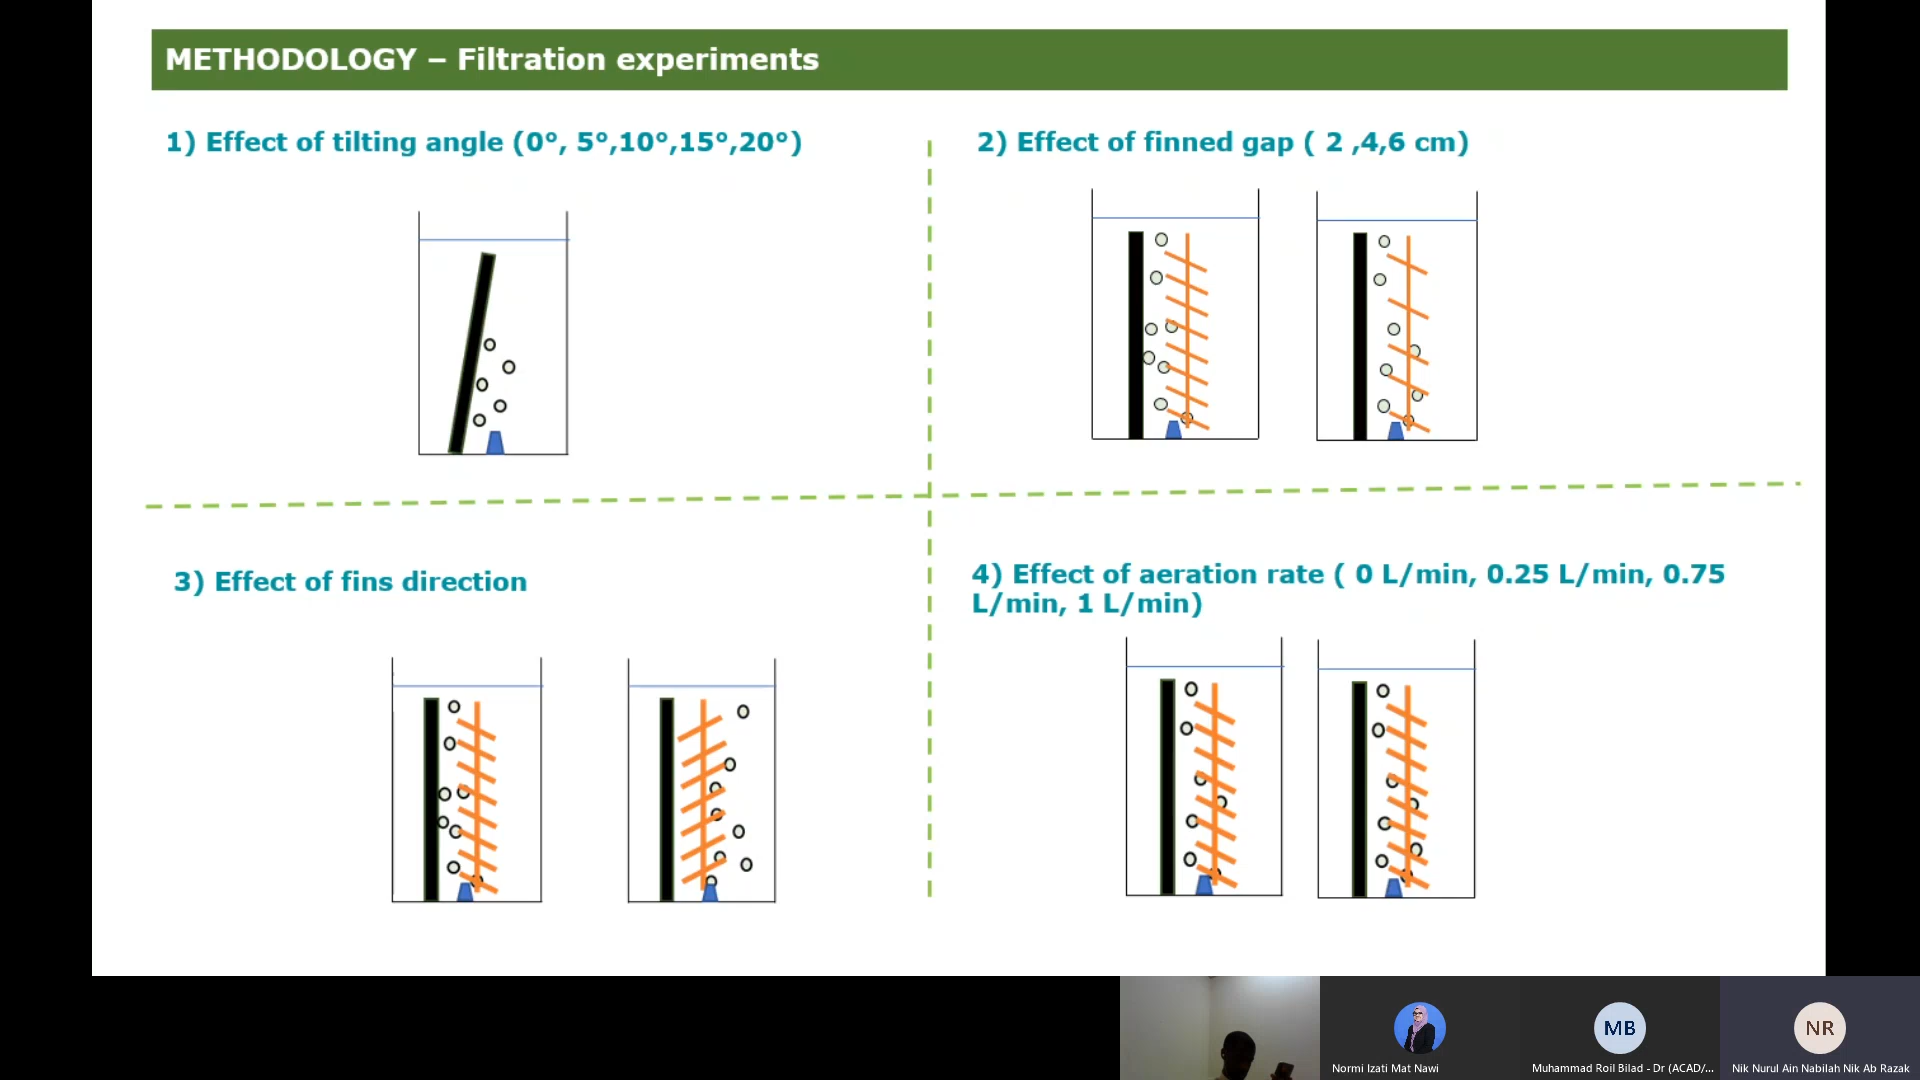 METHODOLOGY – Filtration experiments
1) Effect of tilting angle (0°, 5°,10°,15°,20°)
2) Effect of finned gap ( 2 ,4,6 cm)
3) Effect of fins direction
4) Effect of aeration rate ( 0 L/min, 0.25 L/min, 0.75
L/min, 1 L/min)
Normi Izati Mat Nawi
MB
Muhammad Roil Bilad - Dr (ACAD/...
NR
Nik Nurul Ain Nabilah Nik Ab Razak